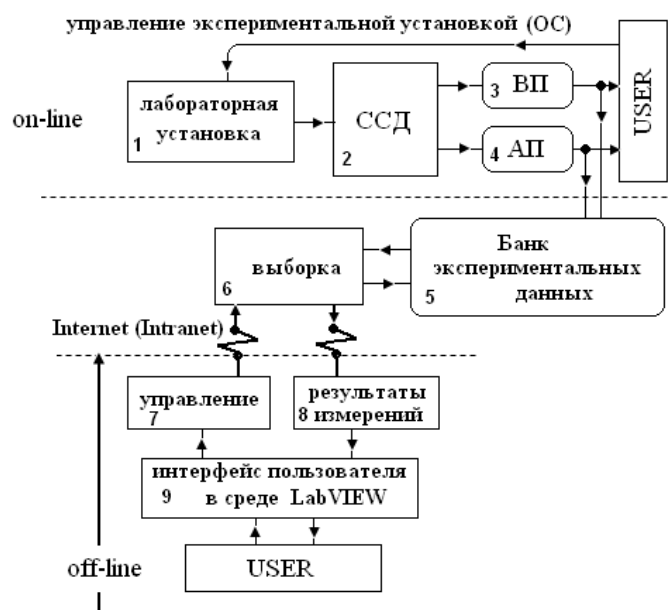 управление экспериментальной установкой (ОС)
on-line
лабораторная
установка
1
ССД
2
3 ВП
4 АП
USER
Банк
экспериментальных
данных
5
выборка
6
Internet (Intranet)
управление
7
результаты
8 измерений
интерфейс пользователя
9 в среде LabVIEW
off-line
USER